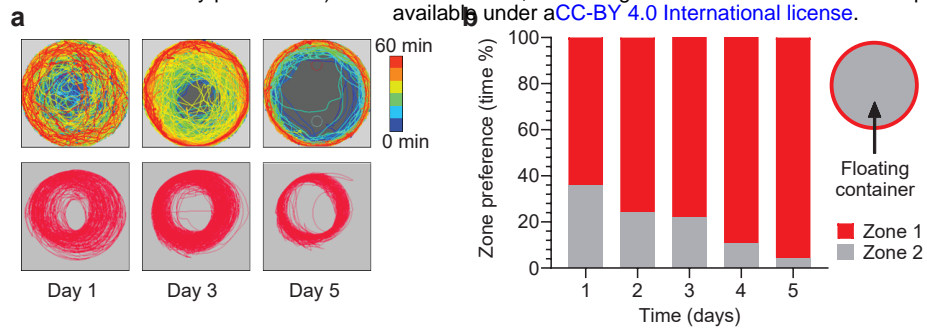 available under aCC-BY 4.0 International license.
a
b
60 min
0 min
Day 1
Day 3
Day 5
Zone preference (time %)
100
80
60
40
20
0
1
2
3
4
5
Time (days)
Floating
container
Zone 1
Zone 2